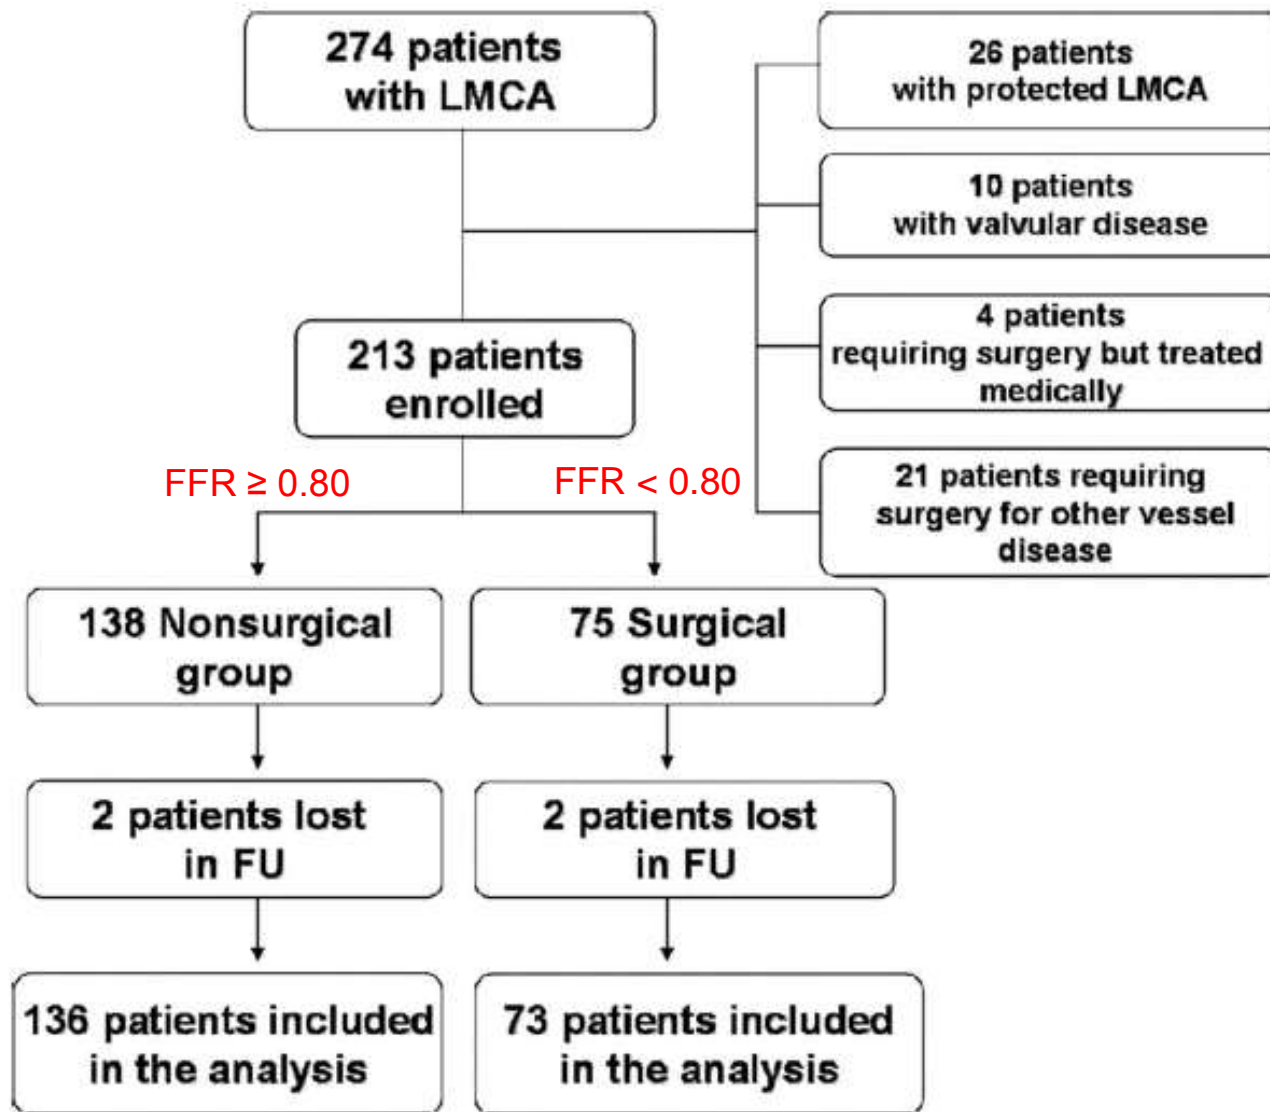 274 patients
with LMCA
26 patients
with protected LMCA
10 patients
with valvular disease
4 patients
requiring surgery but treated
medically
21 patients requiring
surgery for other vessel
disease
213 patients
enrolled
FFR ≥ 0.80
FFR < 0.80
138 Nonsurgical
group
75 Surgical
group
2 patients lost
in FU
2 patients lost
in FU
136 patients included
in the analysis
73 patients included
in the analysis